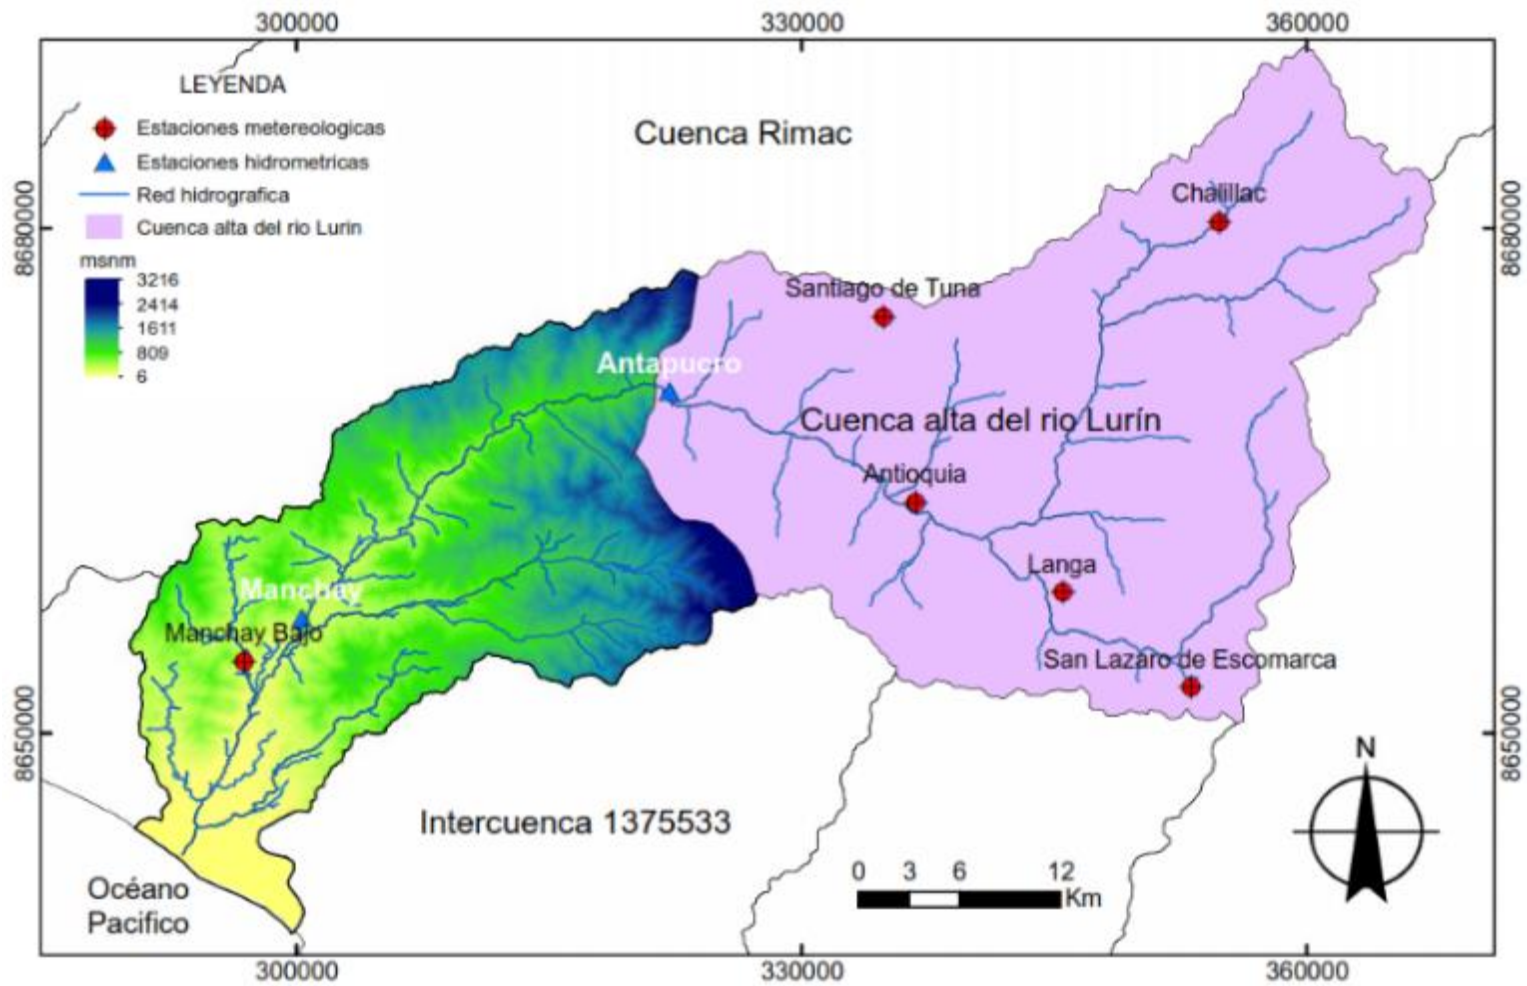 300000
330000
360000
LEYENDA
Estaciones metereologicas
Estaciones hidrometricas
Red hidrografica
Cuenca alta del rio Lurin
msnm
3216
2414
1611
809
6
8680000
8650000
Cuenca Rimac
Chalillac
8680000
Santiago de Tuna
Antapucro
Cuenca alta del rio Lurín
Antioquia
Langa
Manchay
Manchay Bajo
San Lazaro de Escomarca
8650000
N
Intercuenca 1375533
0 3 6 12
Km
Océano
Pacifico
300000
330000
360000